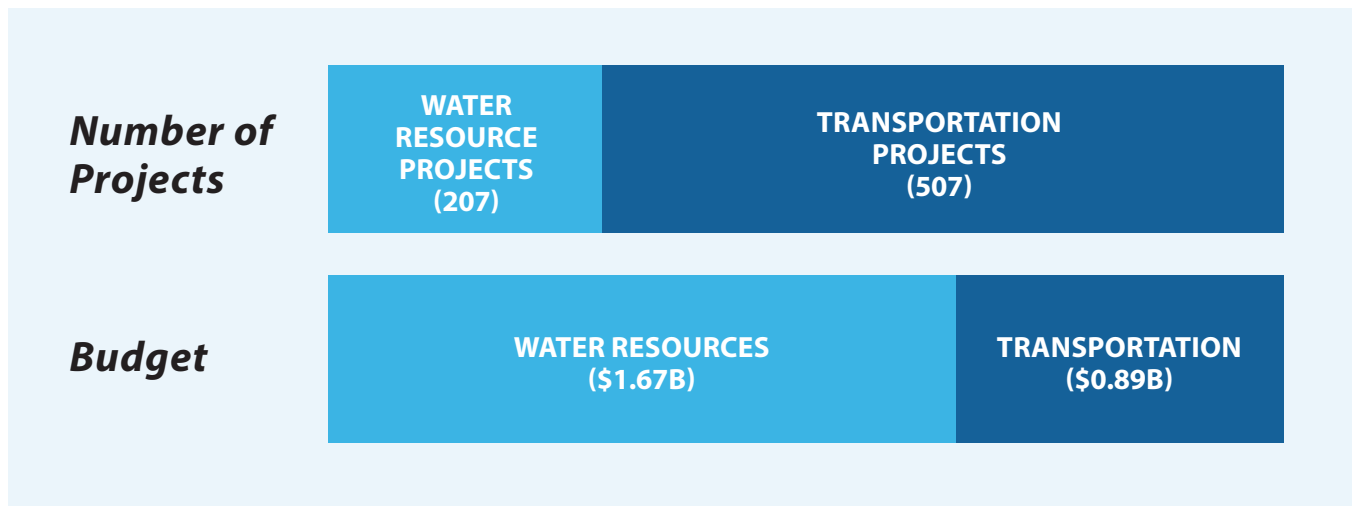 Number of
Projects
WATER
RESOURCE
PROJECTS
(207)
TRANSPORTATION
PROJECTS
(507)
Budget
WATER RESOURCES
($1.67B)
TRANSPORTATION
($0.89B)